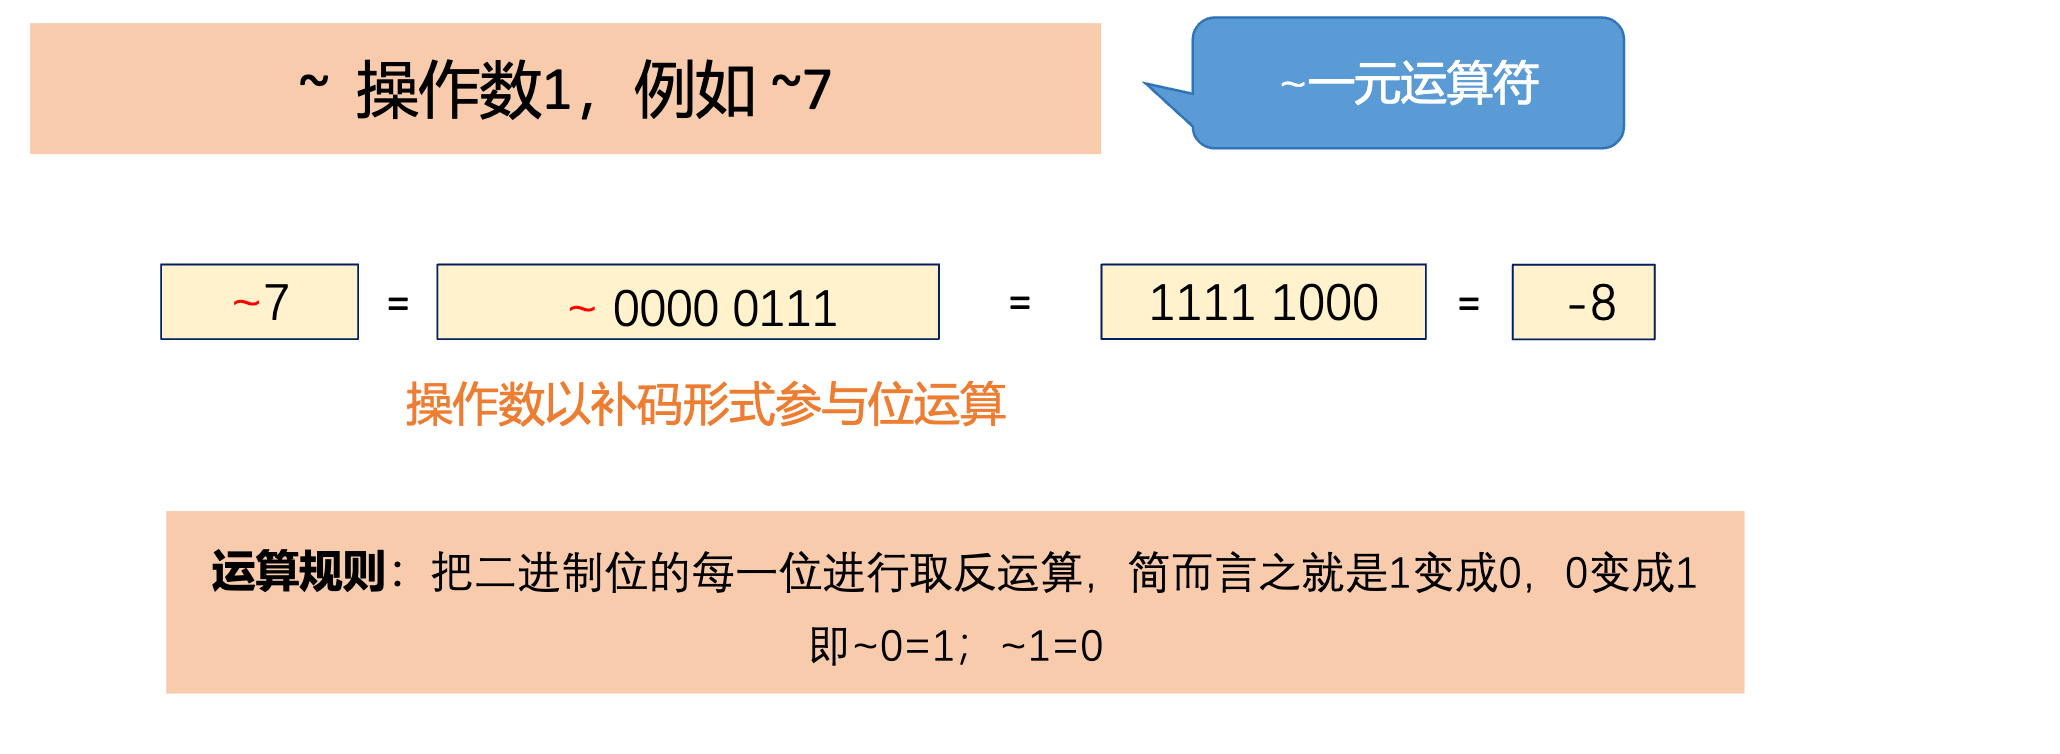 ~ 操作数1，例如 ~7
~一元运算符
~7 = ~ 0000 0111 = 1111 1000 = -8
操作数以补码形式参与位运算
运算规则：把二进制位的每一位进行取反运算，简而言之就是1变成0，0变成1
即~0=1；~1=0